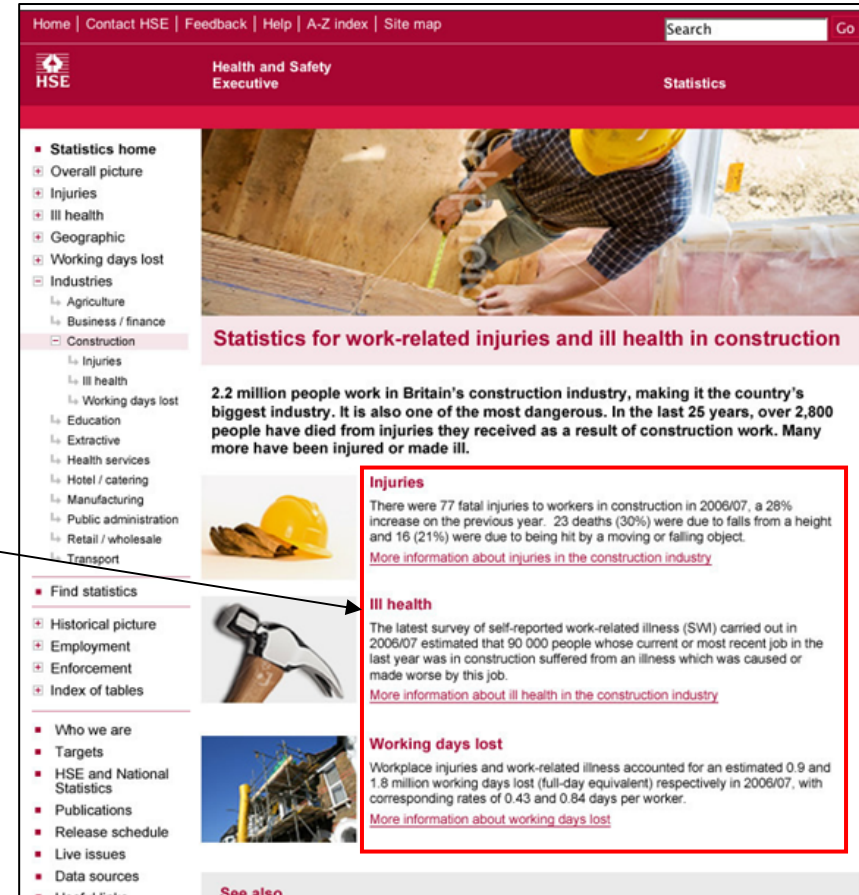 Home | Contact HSE | Feedback | Help | A-Z index | Site map
Search
Go
HSE
Health and Safety
Executive
Statistics
Statistics home
Overall picture
Injuries
Ill health
Geographic
Working days lost
Industries
Agriculture
Business / finance
Construction
Injuries
Ill health
Working days lost
Education
Extractive
Health services
Hotel / catering
Manufacturing
Public administration
Retail / wholesale
Transport
Find statistics
Historical picture
Employment
Enforcement
Index of tables
Who we are
Targets
HSE and National
Statistics
Publications
Release schedule
Live issues
Data sources
Statistics for work-related injuries and ill health in construction
2.2 million people work in Britain's construction industry, making it the country's
biggest industry. It is also one of the most dangerous. In the last 25 years, over 2,800
people have died from injuries they received as a result of construction work. Many
more have been injured or made ill.
Injuries
There were 77 fatal injuries to workers in construction in 2006/07, a 28%
increase on the previous year. 23 deaths (30%) were due to falls from a height
and 16 (21%) were due to being hit by a moving or falling object.
More information about injuries in the construction industry
Ill health
The latest survey of self-reported work-related illness (SWI) carried out in
2006/07 estimated that 90 000 people whose current or most recent job in the
last year was in construction suffered from an illness which was caused or
made worse by this job.
More information about ill health in the construction industry
Working days lost
Workplace injuries and work-related illness accounted for an estimated 0.9 and
1.8 million working days lost (full-day equivalent) respectively in 2006/07, with
corresponding rates of 0.43 and 0.84 days per worker.
More information about working days lost
See also